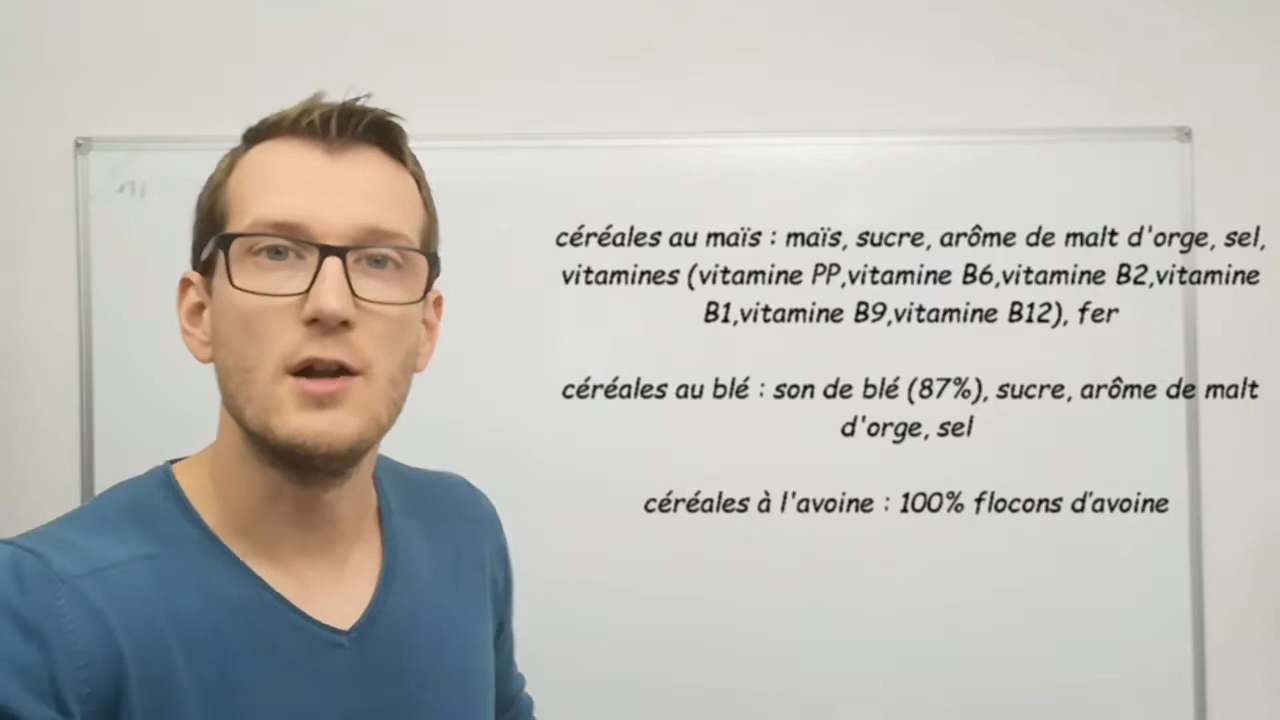 céréales au maïs : maïs, sucre, arôme de malt d'orge, sel,
vitamines (vitamine PP,vitamine B6,vitamine B2,vitamine
B1,vitamine B9,vitamine B12), fer
céréales au blé : son de blé (87%), sucre, arôme de malt
d'orge, sel
céréales à l'avoine : 100% flocons d'avoine